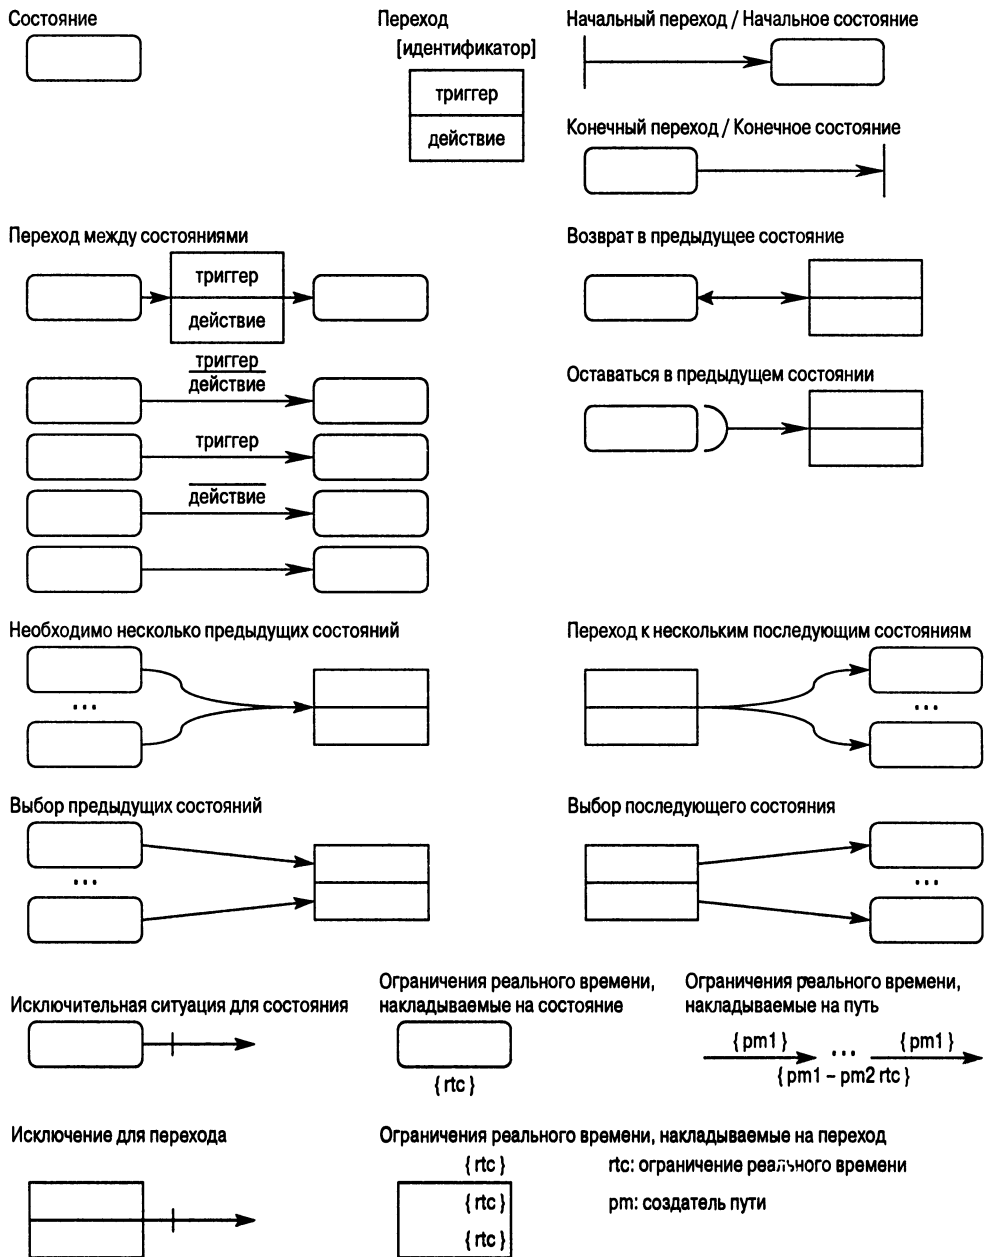 Состояние
Переход
[идентификатор]
триггер
действие
Начальный переход / Начальное состояние
Конечный переход / Конечное состояние
Переход между состояниями
триггер
действие
триггер
действие
триггер
действие
Возврат в предыдущее состояние
Оставаться в предыдущем состоянии
Необходимо несколько предыдущих состояний
...
Переход к нескольким последующим состояниям
...
Выбор предыдущих состояний
...
Выбор последующего состояния
...
Исключительная ситуация для состояния
Ограничения реального времени,
накладываемые на состояние
{ rtc }
Ограничения реального времени,
накладываемые на путь
{ pm1 } ... { pm1 }
{ pm1 – pm2 rtc }
Исключение для перехода
Ограничения реального времени, накладываемые на переход
{ rtc }
{ rtc }
{ rtc }
rtc: ограничение реального времени
pm: создатель пути